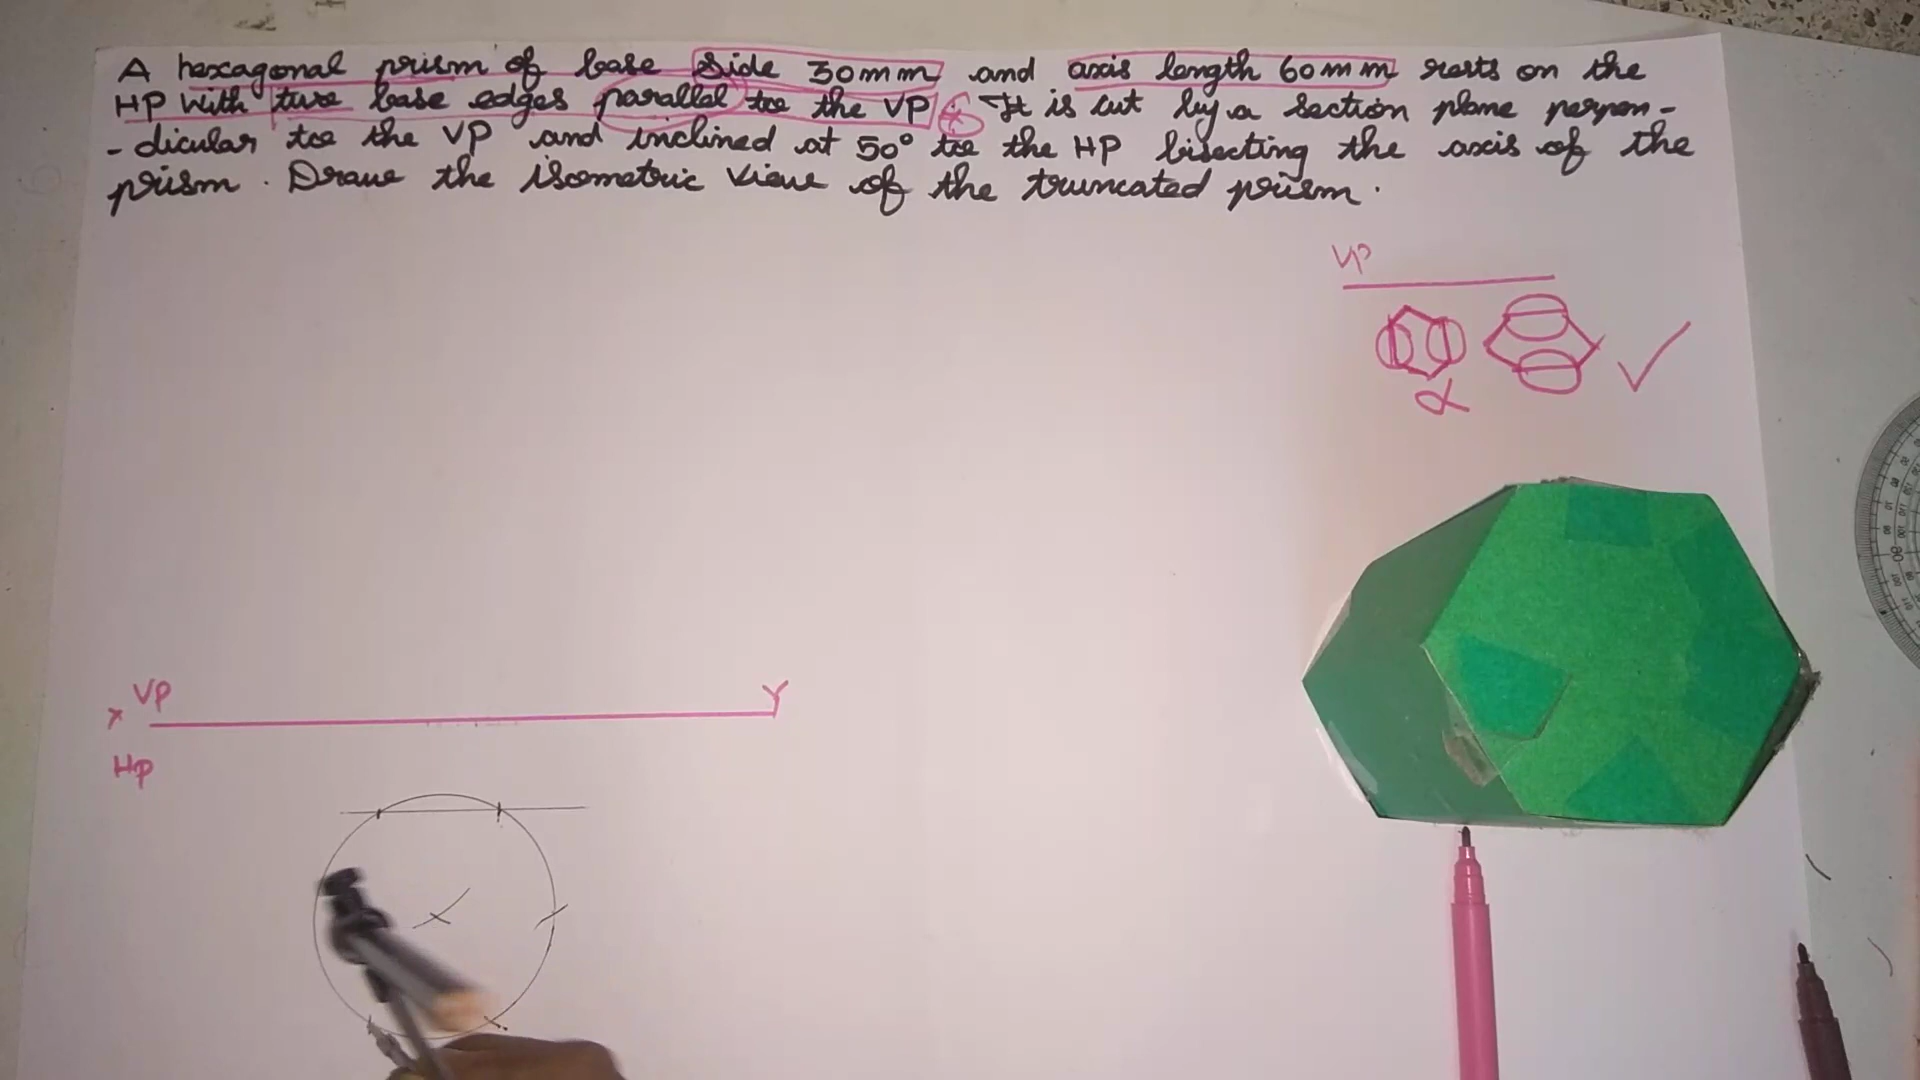 A hexagonal prism of base side 30mm and axis length 60mm rests on the
HP with two base edges parallel to the VP. It is cut by a section plane perpen-
-dicular to the VP and inclined at 50° to the HP bisecting the axis of the
prism. Draw the isometric view of the truncated prism.
VP
VP
X Y
HP